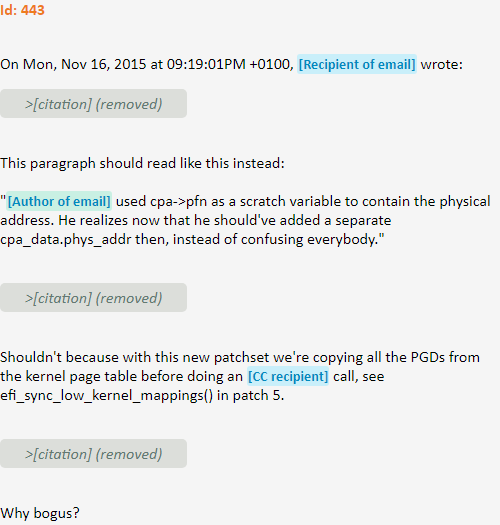 Id: 443
On Mon, Nov 16, 2015 at 09:19:01PM +0100, [Recipient of email] wrote:
>[citation] (removed)
This paragraph should read like this instead:
"[Author of email] used cpa->pfn as a scratch variable to contain the physical
address. He realizes now that he should've added a separate
cpa_data.phys_addr then, instead of confusing everybody."
>[citation] (removed)
Shouldn't because with this new patchset we're copying all the PGDs from
the kernel page table before doing an [CC recipient] call, see
efi_sync_low_kernel_mappings() in patch 5.
>[citation] (removed)
Why bogus?